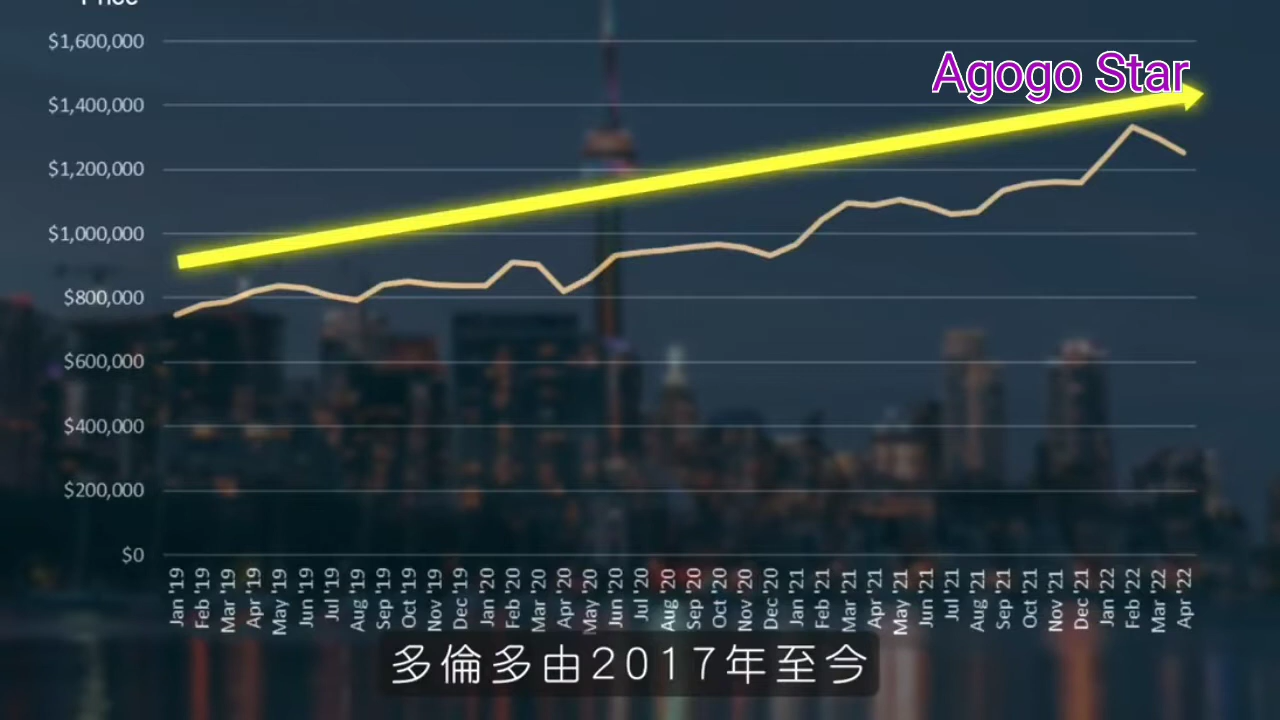 Price
$1,600,000
Agogo Star
$1,400,000
$1,200,000
$1,000,000
$800,000
$600,000
$400,000
$200,000
$0
Jan '19
Feb '19
Mar '19
Apr '19
May '19
Jun '19
Jul '19
Aug '19
Sep '19
Oct '19
Nov '19
Dec '19
Jan '20
Feb '20
Mar '20
Apr '20
May '20
Jun '20
Jul '20
Aug '20
Sep '20
Oct '20
Nov '20
Dec '20
Jan '21
Feb '21
Mar '21
Apr '21
May '21
Jun '21
Jul '21
Aug '21
Sep '21
Oct '21
Nov '21
Dec '21
Jan '22
Feb '22
Mar '22
Apr '22
多倫多由2017年至今